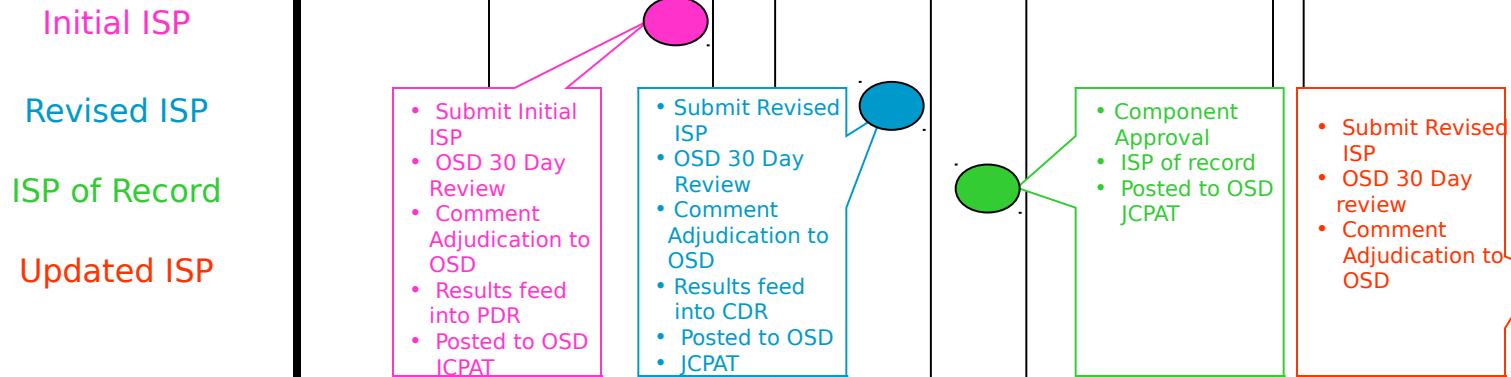 Initial ISP
Revised ISP
ISP of Record
Updated ISP
• Submit Initial
ISP
• OSD 30 Day
Review
• Comment
Adjudication to
OSD
• Results feed
into PDR
• Posted to OSD
JCPAT
• Submit Revised
ISP
• OSD 30 Day
Review
• Comment
Adjudication to
OSD
• Results feed
into CDR
• Posted to OSD
• JCPAT
• Component
Approval
• ISP of record
• Posted to OSD
JCPAT
• Submit Revised
ISP
• OSD 30 Day
review
• Comment
Adjudication to
OSD